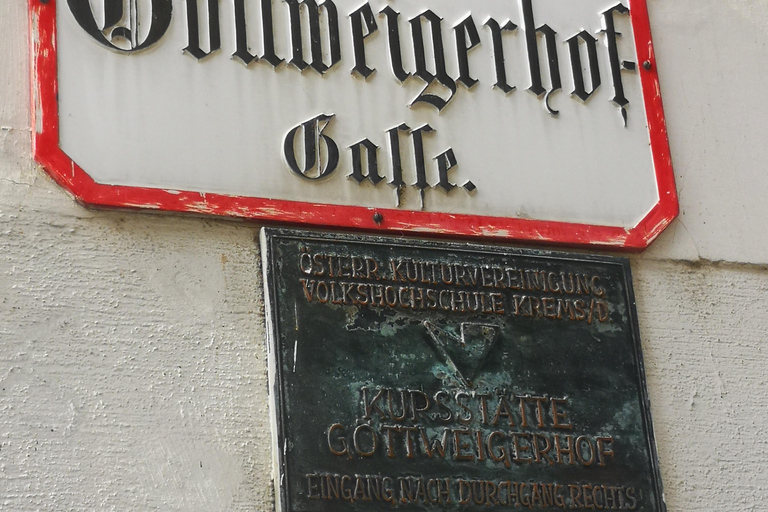 Göttweigerhof-
Gasse.
ÖSTERR. KULTURVEREINIGUNG
VOLKSHOCHSCHULE KREMS/D.
KURSSTÄTTE
GÖTTWEIGERHOF
EINGANG NACH DURCHGANG RECHTS